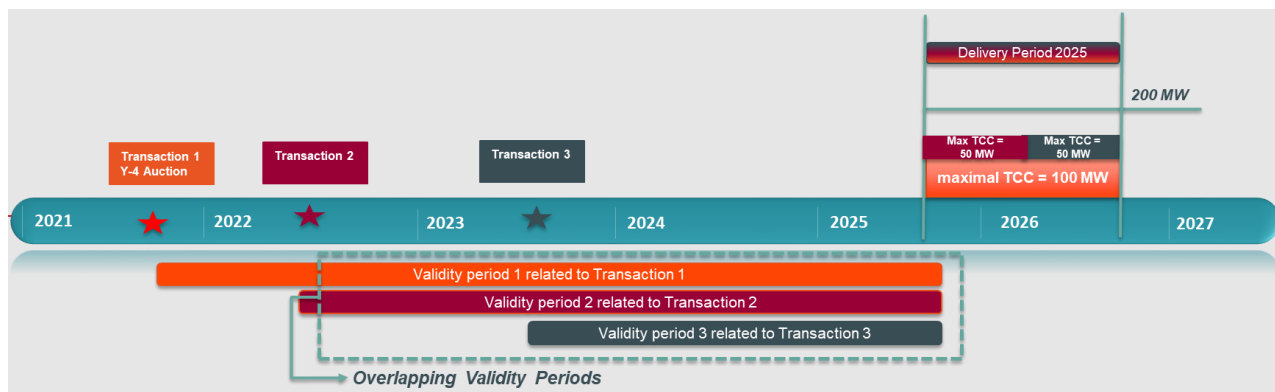 Delivery Period 2025
200 MW
Transaction 1
Y-4 Auction
Transaction 2
Transaction 3
Max TCC =
50 MW
Max TCC =
50 MW
maximal TCC = 100 MW
2021
2022
2023
2024
2025
2026
2027
Validity period 1 related to Transaction 1
Validity period 2 related to Transaction 2
Validity period 3 related to Transaction 3
Overlapping Validity Periods